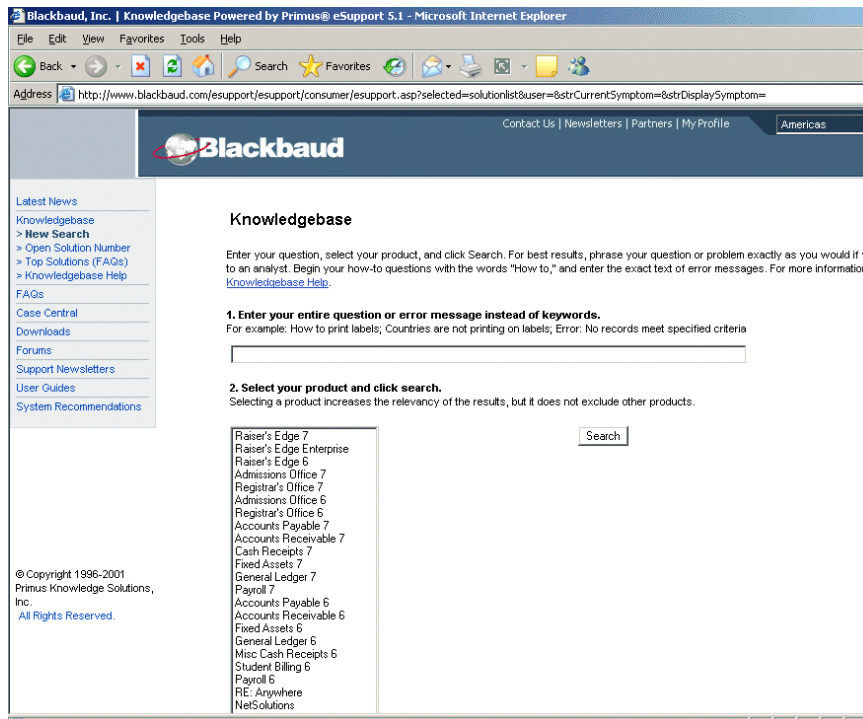 Blackbaud, Inc. | Knowledgebase Powered by Primus® eSupport 5.1 - Microsoft Internet Explorer
File Edit View Favorites Tools Help
Back Search Favorites
Address http://www.blackbaud.com/esupport/esupport/consumer/esupport.asp?selected=solutionlist&user=&strCurrentSymptom=&strDisplaySymptom=
Contact Us | Newsletters | Partners | My Profile Americas
Blackbaud
Latest News
Knowledgebase
> New Search
> Open Solution Number
> Top Solutions (FAQs)
> Knowledgebase Help
FAQs
Case Central
Downloads
Forums
Support Newsletters
User Guides
System Recommendations
© Copyright 1996-2001
Primus Knowledge Solutions,
Inc.
All Rights Reserved.
Knowledgebase
Enter your question, select your product, and click Search. For best results, phrase your question or problem exactly as you would if
to an analyst. Begin your how-to questions with the words "How to," and enter the exact text of error messages. For more
Knowledgebase Help.
1. Enter your entire question or error message instead of keywords.
For example: How to print labels; Countries are not printing on labels; Error: No records meet specified criteria
2. Select your product and click search.
Selecting a product increases the relevancy of the results, but it does not exclude other products.
Raiser's Edge 7
Raiser's Edge Enterprise
Raiser's Edge 6
Admissions Office 7
Registrar's Office 7
Admissions Office 6
Registrar's Office 6
Accounts Payable 7
Accounts Receivable 7
Cash Receipts 7
Fixed Assets 7
General Ledger 7
Payroll 7
Accounts Payable 6
Accounts Receivable 6
Fixed Assets 6
General Ledger 6
Misc Cash Receipts 6
Student Billing 6
Payroll 6
RE: Anywhere
NetSolutions
Search